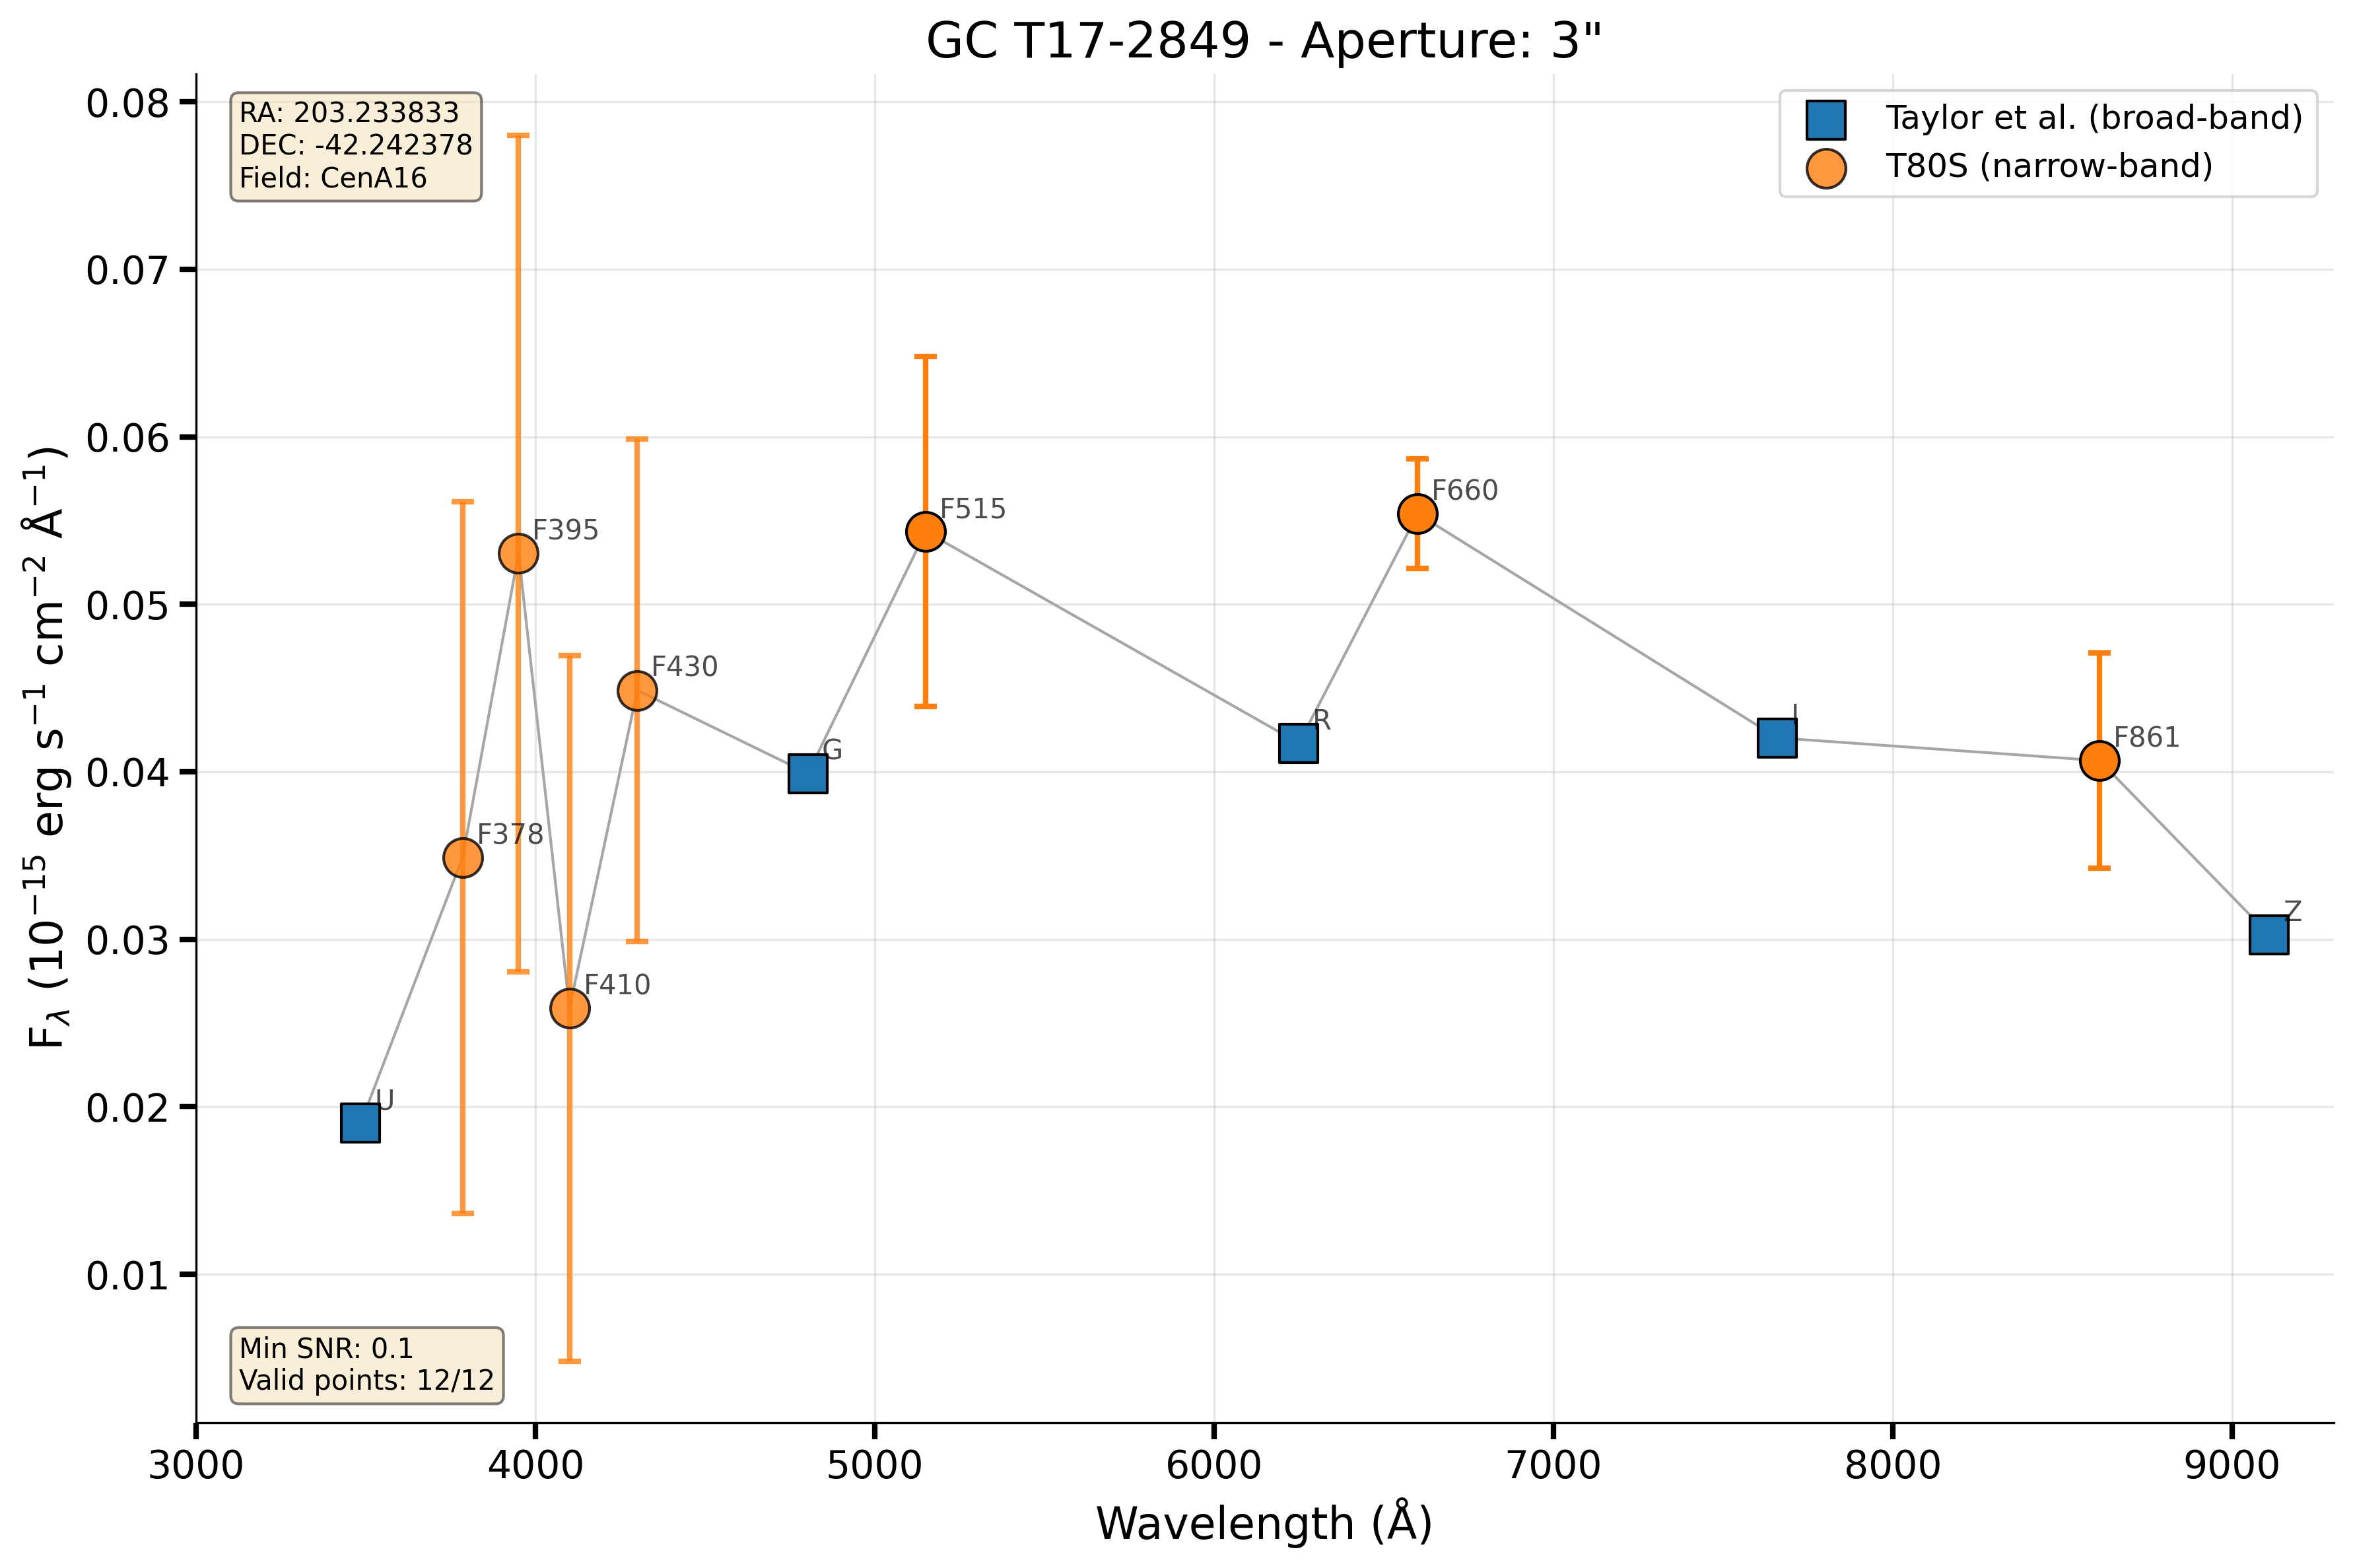 GC T17-2849 - Aperture: 3"
RA: 203.233833
DEC: -42.242378
Field: CenA16
Taylor et al. (broad-band)
T80S (narrow-band)
0.08
0.07
0.06
0.05
0.04
0.03
0.02
0.01
F_λ (10⁻¹⁵ erg s⁻¹ cm⁻² Å⁻¹)
U
F378
F395
F410
F430
G
F515
R
F660
I
F861
Z
Min SNR: 0.1
Valid points: 12/12
3000 4000 5000 6000 7000 8000 9000
Wavelength (Å)